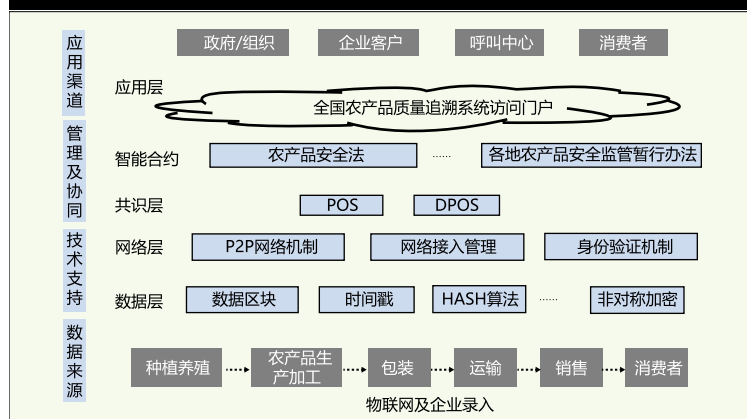 应用渠道
政府/组织
企业客户
呼叫中心
消费者
应用层
全国农产品质量追溯系统访问门户
管理及协同
智能合约
农产品安全法
......
各地农产品安全监管暂行办法
共识层
POS
DPOS
技术支持
网络层
P2P网络机制
网络接入管理
身份验证机制
数据层
数据区块
时间戳
HASH算法
......
非对称加密
数据来源
种植养殖
农产品生
产加工
包装
运输
销售
消费者
物联网及企业录入